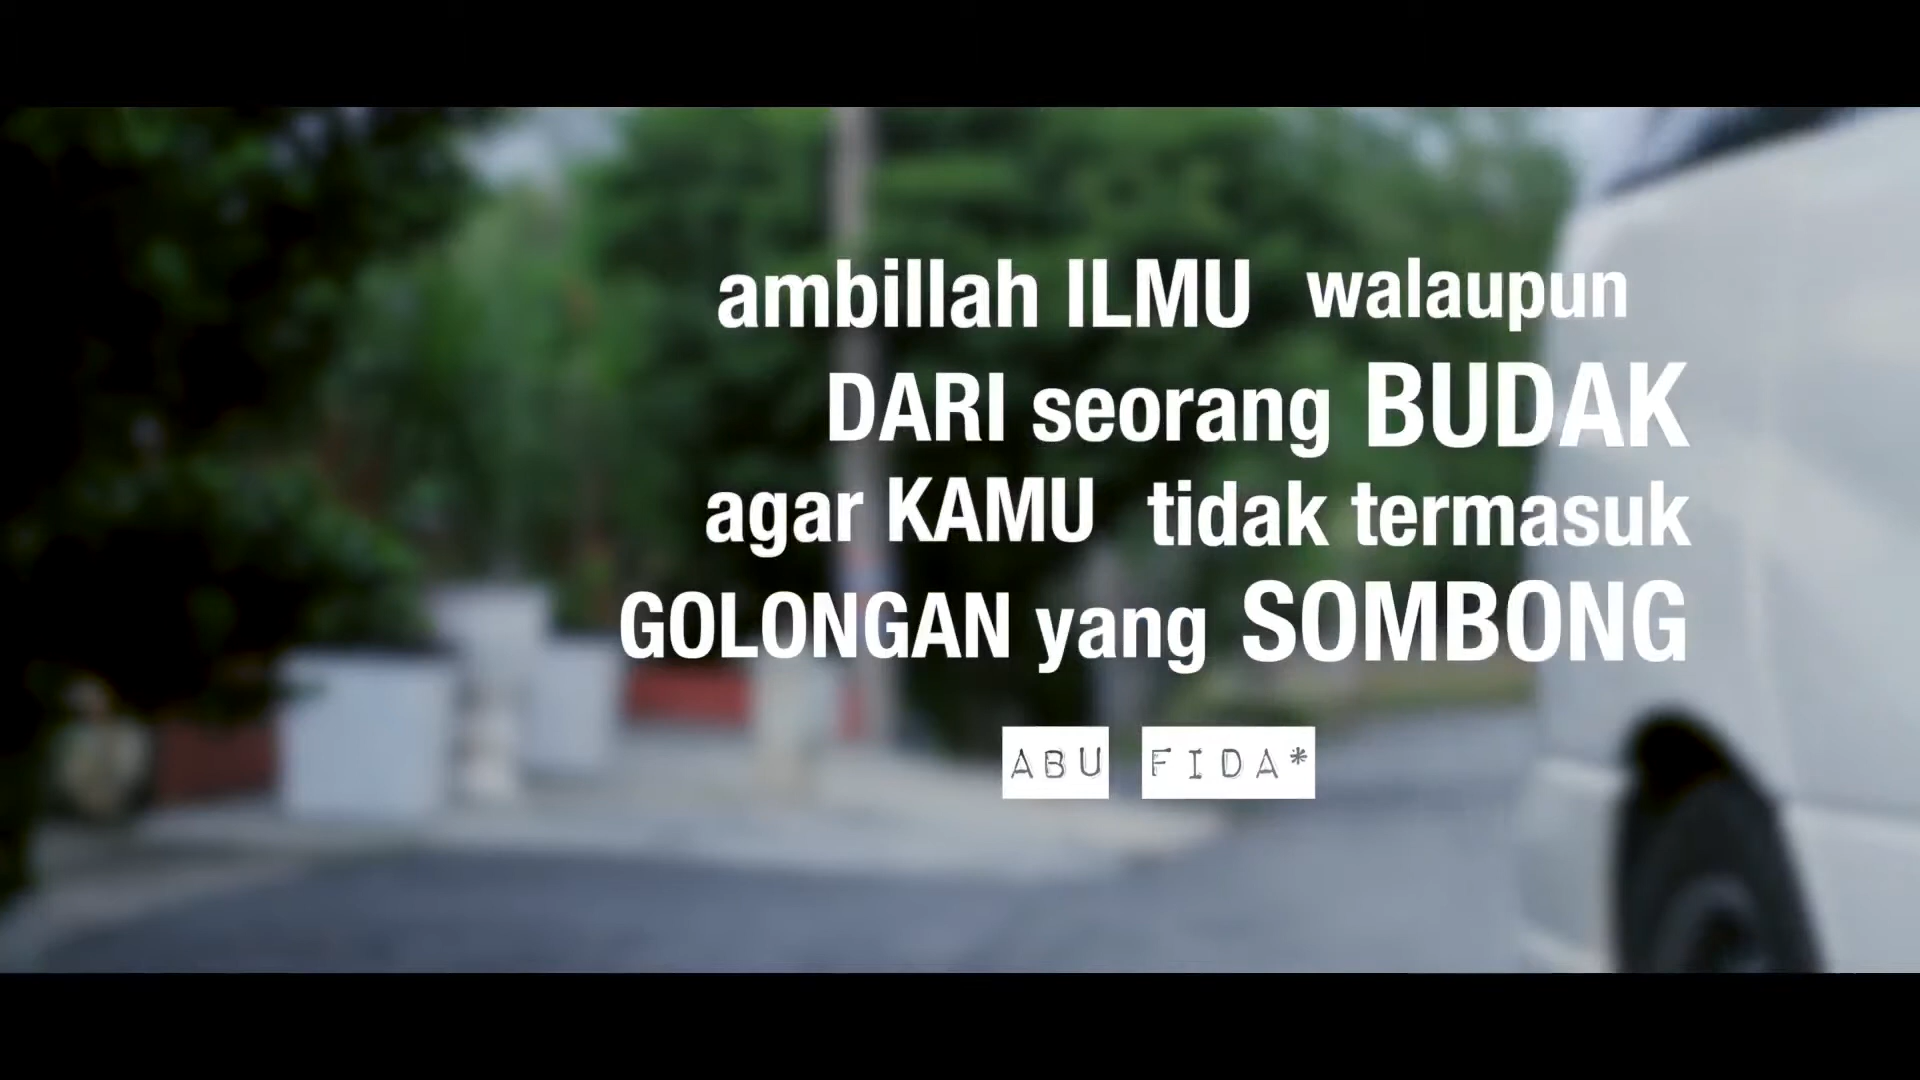 ambillah ILMU walaupun
DARI seorang BUDAK
agar KAMU tidak termasuk
GOLONGAN yang SOMBONG
ABU FIDA*